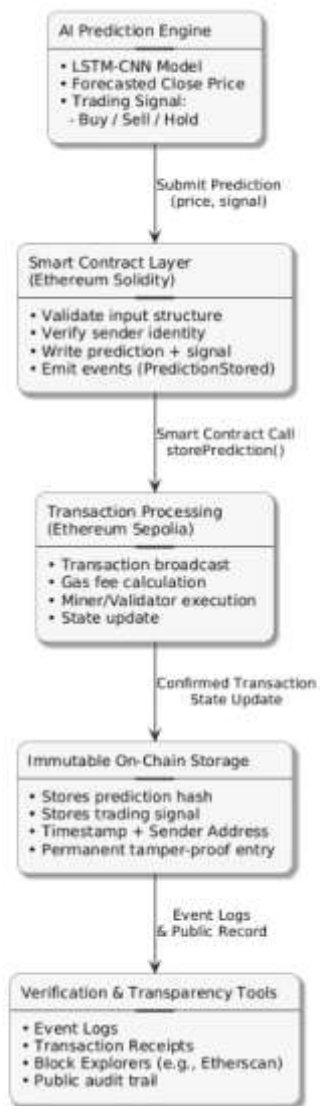 AI Prediction Engine
• LSTM-CNN Model
• Forecasted Close Price
• Trading Signal:
- Buy / Sell / Hold
Submit Prediction
(price, signal)
Smart Contract Layer
(Ethereum Solidity)
• Validate input structure
• Verify sender identity
• Write prediction + signal
• Emit events (PredictionStored)
Smart Contract Call
storePrediction()
Transaction Processing
(Ethereum Sepolia)
• Transaction broadcast
• Gas fee calculation
• Miner/Validator execution
• State update
Confirmed Transaction
State Update
Immutable On-Chain Storage
• Stores prediction hash
• Stores trading signal
• Timestamp + Sender Address
• Permanent tamper-proof entry
Event Logs
& Public Record
Verification & Transparency Tools
• Event Logs
• Transaction Receipts
• Block Explorers (e.g., Etherscan)
• Public audit trail